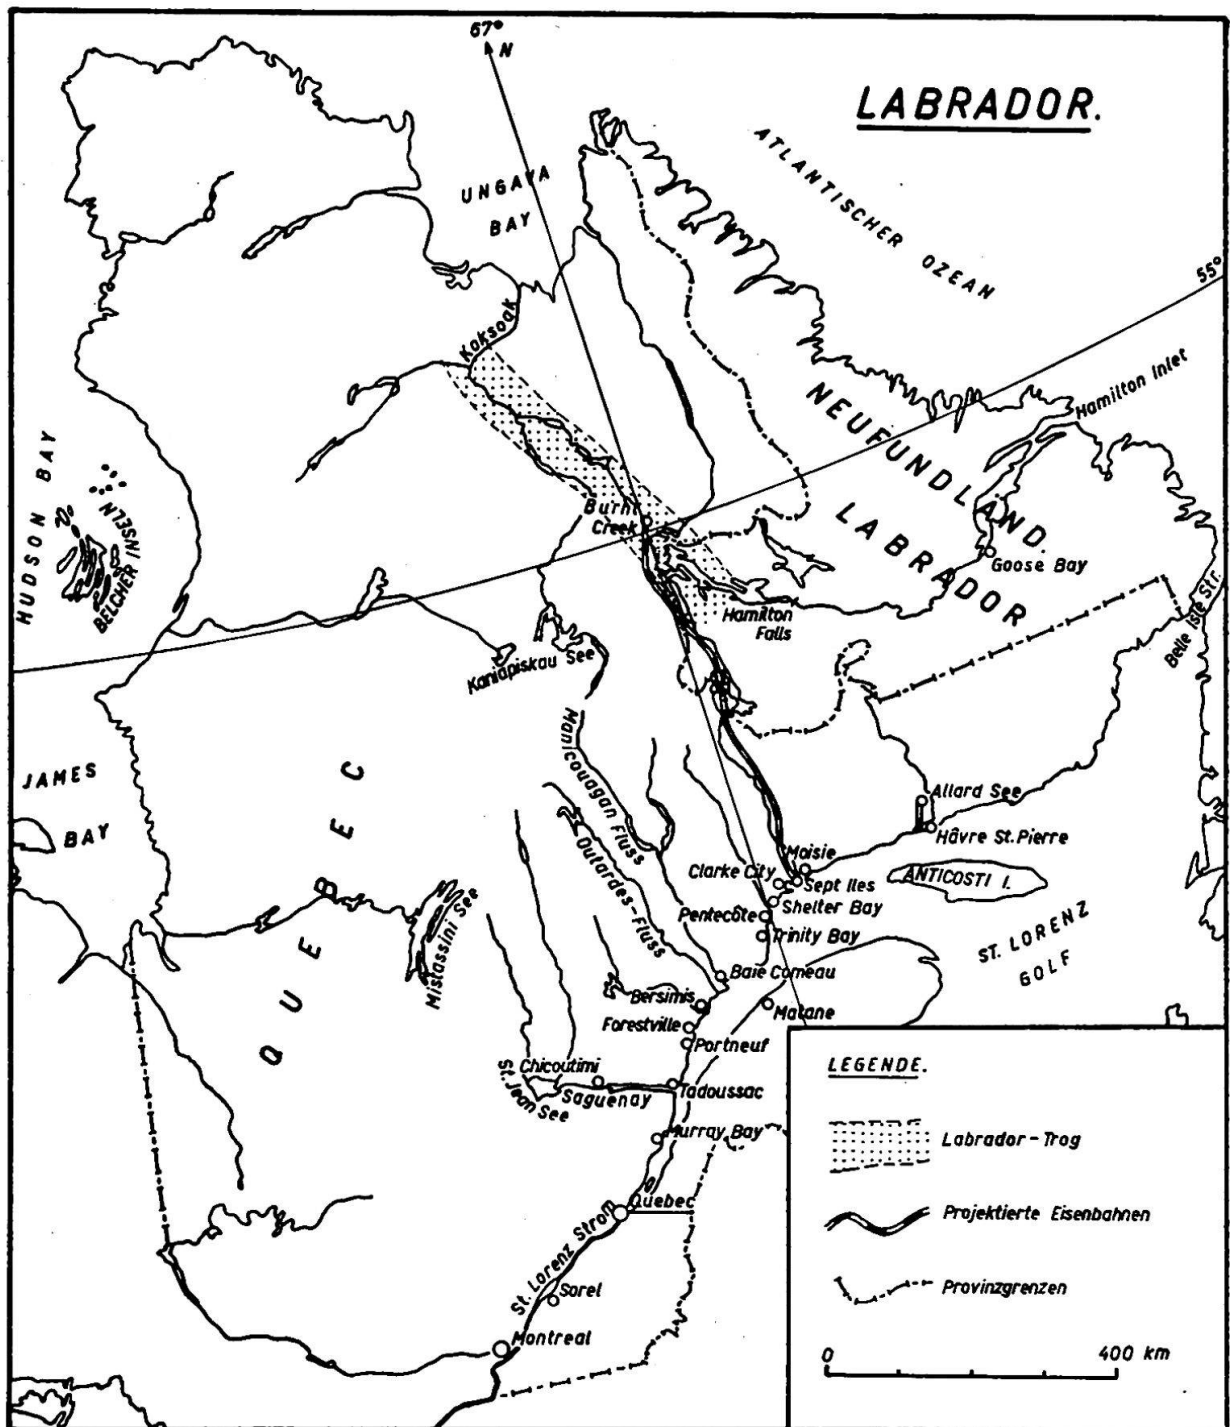 67°
N
LABRADOR.
ATLANTISCHER OZEAN
UNGAVA
BAY
55°
Koksoak
Hamilton Inlet
NEUFUNDLAND.
LABRADOR
HUDSON BAY
BELCHER INSELN
Burnt
Creek
Goose Bay
Belle Isle Str.
Hamilton
Falls
Kaniapiskau See
Manicouagan Fluss
JAMES
BAY
QUEBEC
Allard See
Outardes-Fluss
Hâvre St. Pierre
Moisie
Clarke City
Sept Iles
ANTICOSTI I.
Shelter Bay
Pentecôte
Trinity Bay
Mistassini See
ST. LORENZ
GOLF
Baie Comeau
Bersimis
Matane
Forestville
Portneuf
Chicoutimi
St. Jean See
Saguenay
Tadoussac
Murray Bay
Quebec
St. Lorenz Strom
Sorel
Montreal
LEGENDE.
Labrador-Trog
Projektierte Eisenbahnen
Provinzgrenzen
0 400 km